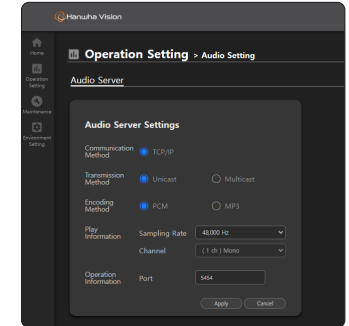 Hanwha Vision
Home
Operation Setting > Audio Setting
Operation
Setting
Audio Server
Maintenance
Environment
Setting
Audio Server Settings
Communication
Method
TCP/IP
Transmission
Method
Unicast
Multicast
Encoding
Method
PCM
MP3
Play
Information
Sampling Rate
48,000 Hz
Channel
( 1 ch ) Mono
Operation
Information
Port
5454
Apply
Cancel